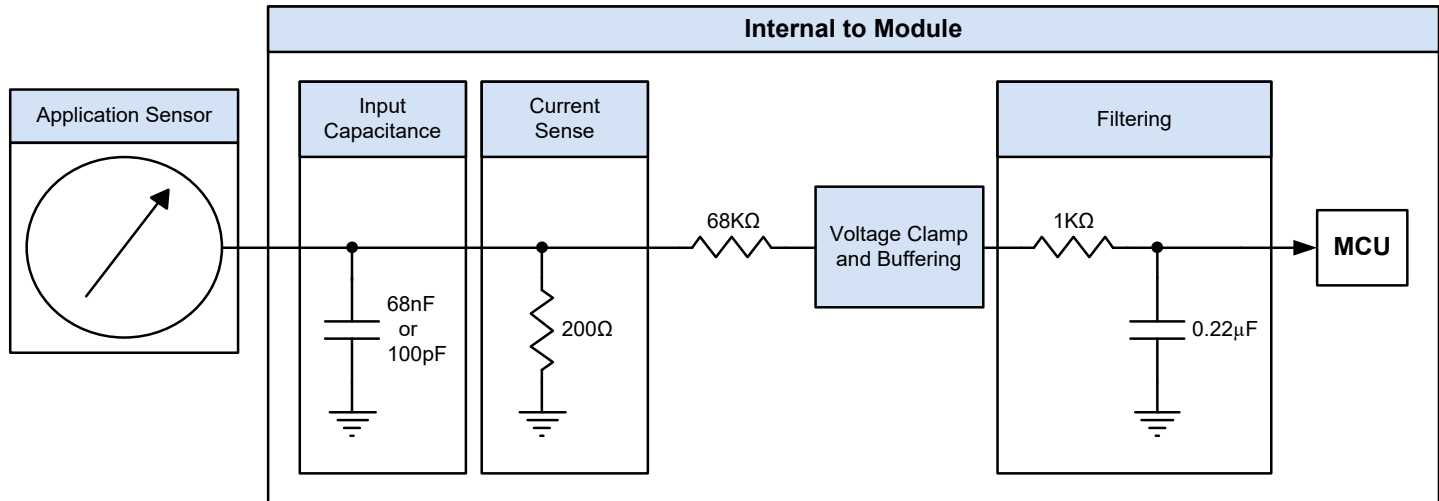 Internal to Module
Application Sensor
Input
Capacitance
Current
Sense
Filtering
68KΩ
Voltage Clamp
and Buffering
1KΩ
MCU
68nF
or
100pF
200Ω
0.22μF